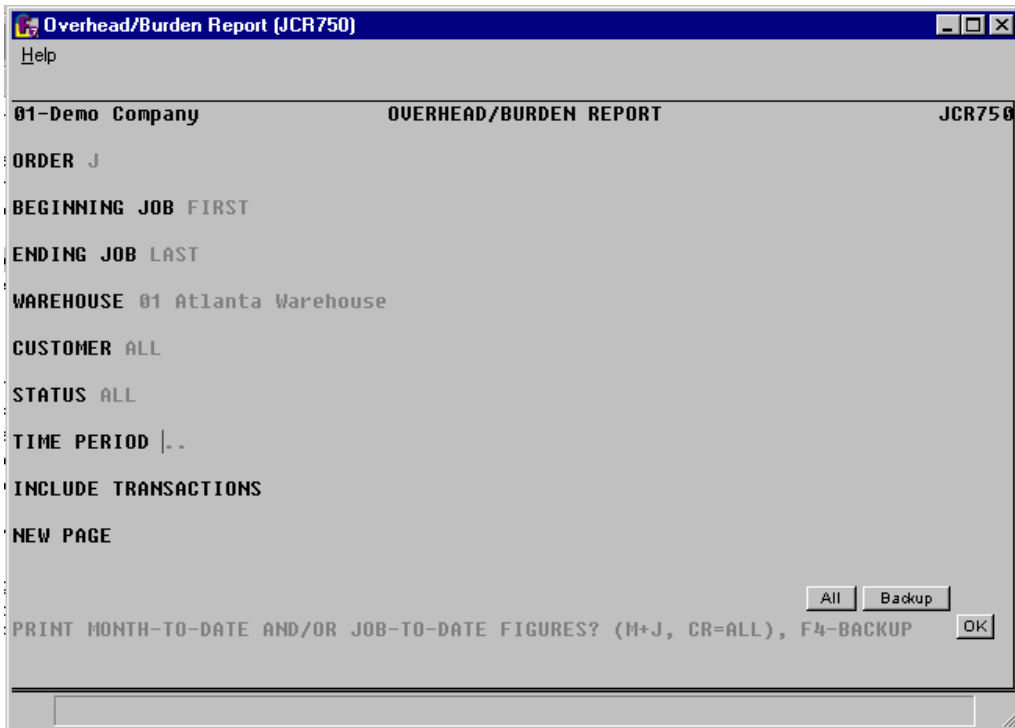 Overhead/Burden Report (JCR750)
Help
01-Demo Company OVERHEAD/BURDEN REPORT JCR750
ORDER J
BEGINNING JOB FIRST
ENDING JOB LAST
WAREHOUSE 01 Atlanta Warehouse
CUSTOMER ALL
STATUS ALL
TIME PERIOD ..
INCLUDE TRANSACTIONS
NEW PAGE
All Backup
PRINT MONTH-TO-DATE AND/OR JOB-TO-DATE FIGURES? (M+J, CR=ALL), F4-BACKUP OK